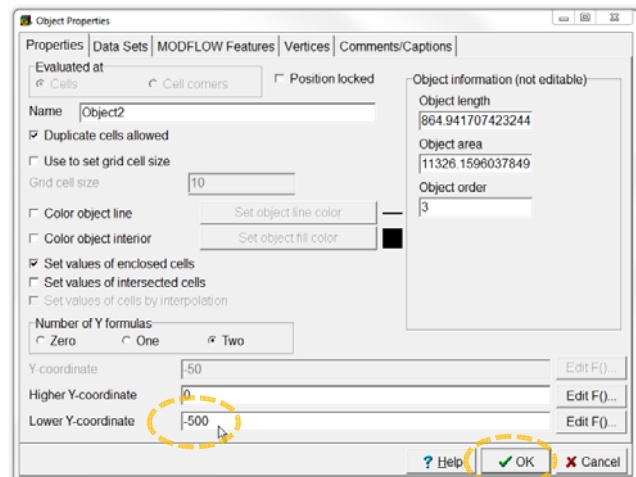 Object Properties
Properties Data Sets MODFLOW Features Vertices Comments/Captions
Evaluated at
Cells Cell corners
Position locked
Name Object2
Duplicate cells allowed
Use to set grid cell size
Grid cell size 10
Color object line Set object line color
Color object interior Set object fill color
Set values of enclosed cells
Set values of intersected cells
Set values of cells by interpolation
Number of Y formulas
Zero One Two
Y-coordinate -50 Edit F()...
Higher Y-coordinate 0 Edit F()...
Lower Y-coordinate -500 Edit F()...
Object information (not editable)
Object length
864.941707423244
Object area
11326.1596037849
Object order
3
? Help OK Cancel